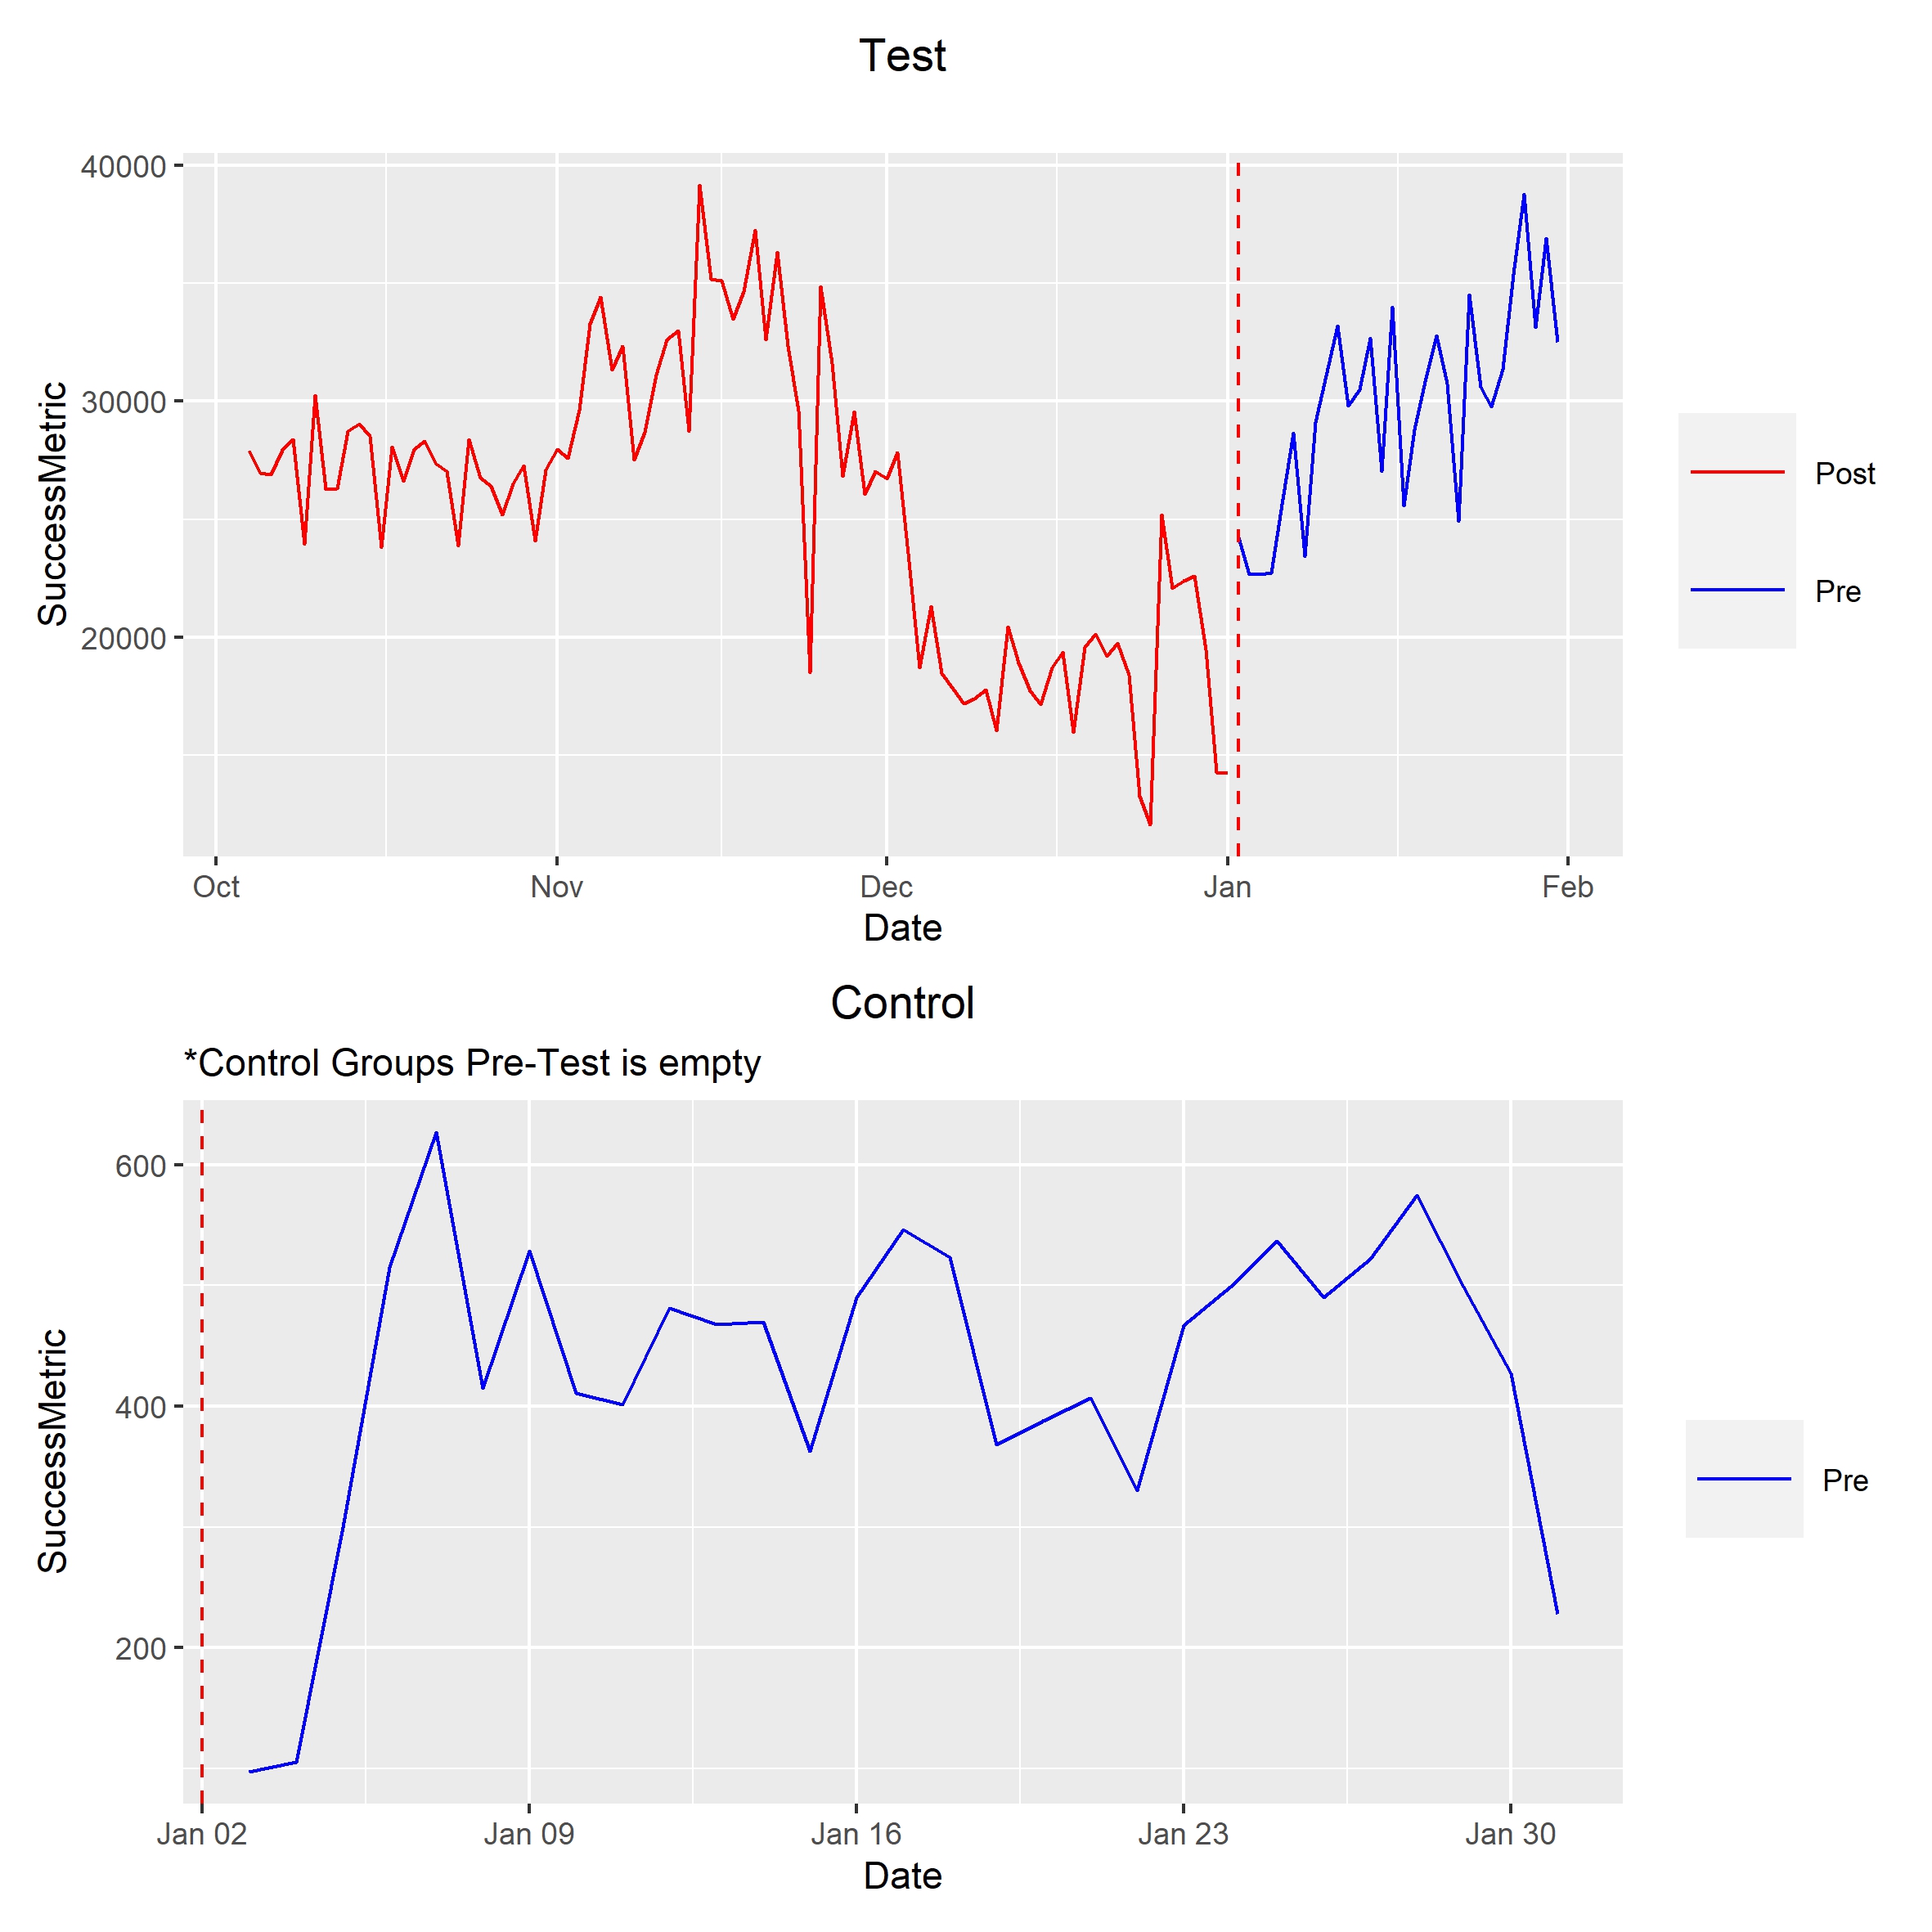 Test
40000
30000
20000
SuccessMetric
Oct Nov Dec Jan Feb
Date
Post
Pre
Control
*Control Groups Pre-Test is empty
600
400
200
SuccessMetric
Jan 02 Jan 09 Jan 16 Jan 23 Jan 30
Date
Pre